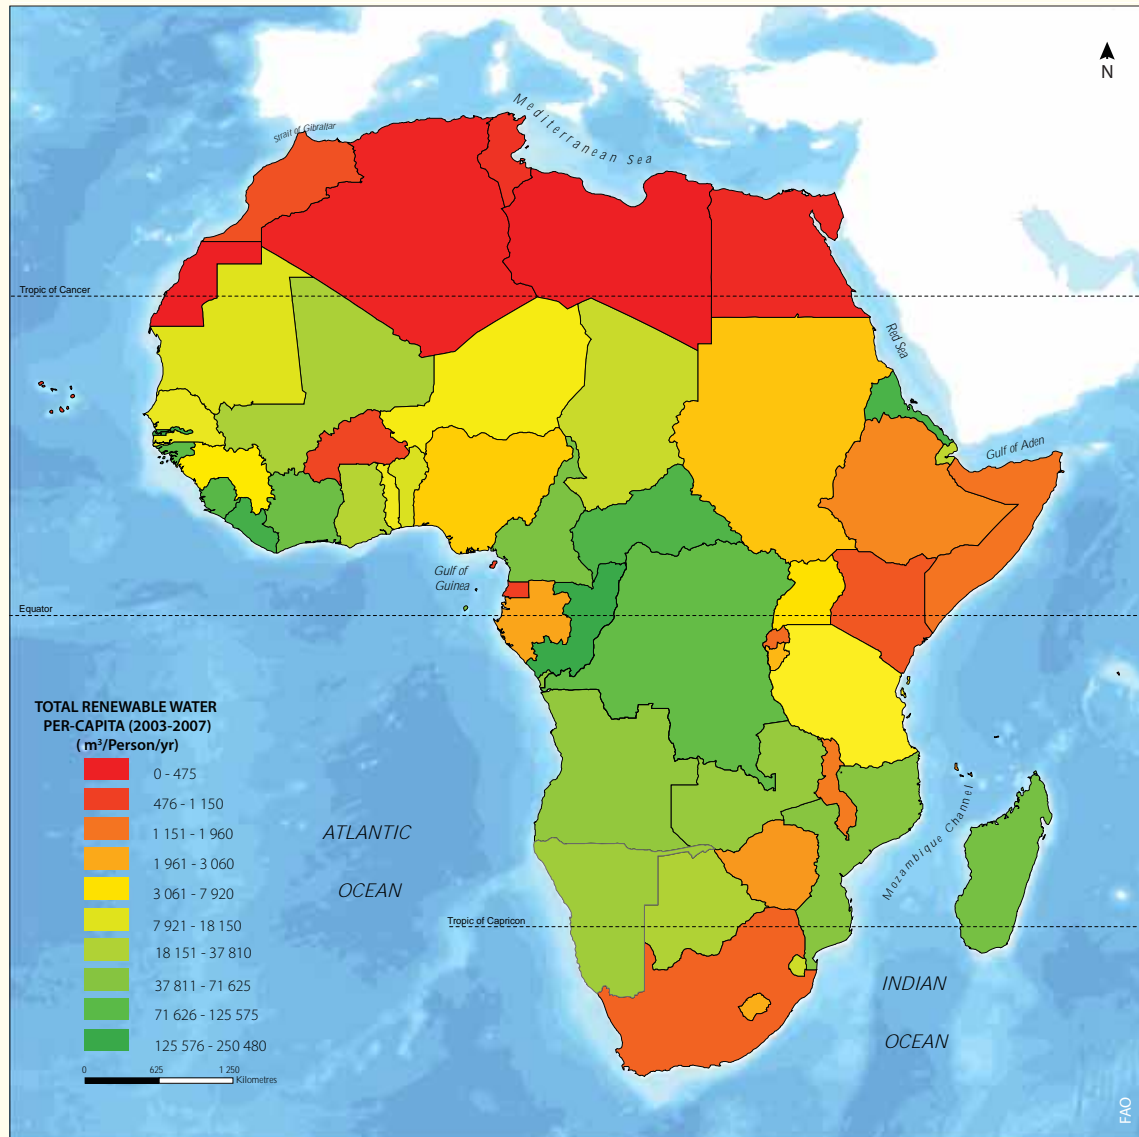 N
Strait of Gibraltar
Mediterranean Sea
Tropic of Cancer
Red Sea
Gulf of Aden
Gulf of
Guinea
Equator
TOTAL RENEWABLE WATER
PER-CAPITA (2003-2007)
( m³/Person/yr)
0 - 475
476 - 1 150
1 151 - 1 960
1 961 - 3 060
3 061 - 7 920
7 921 - 18 150
18 151 - 37 810
37 811 - 71 625
71 626 - 125 575
125 576 - 250 480
0 625 1 250
Kilometres
ATLANTIC
OCEAN
Mozambique Channel
Tropic of Capricon
INDIAN
OCEAN
FAO